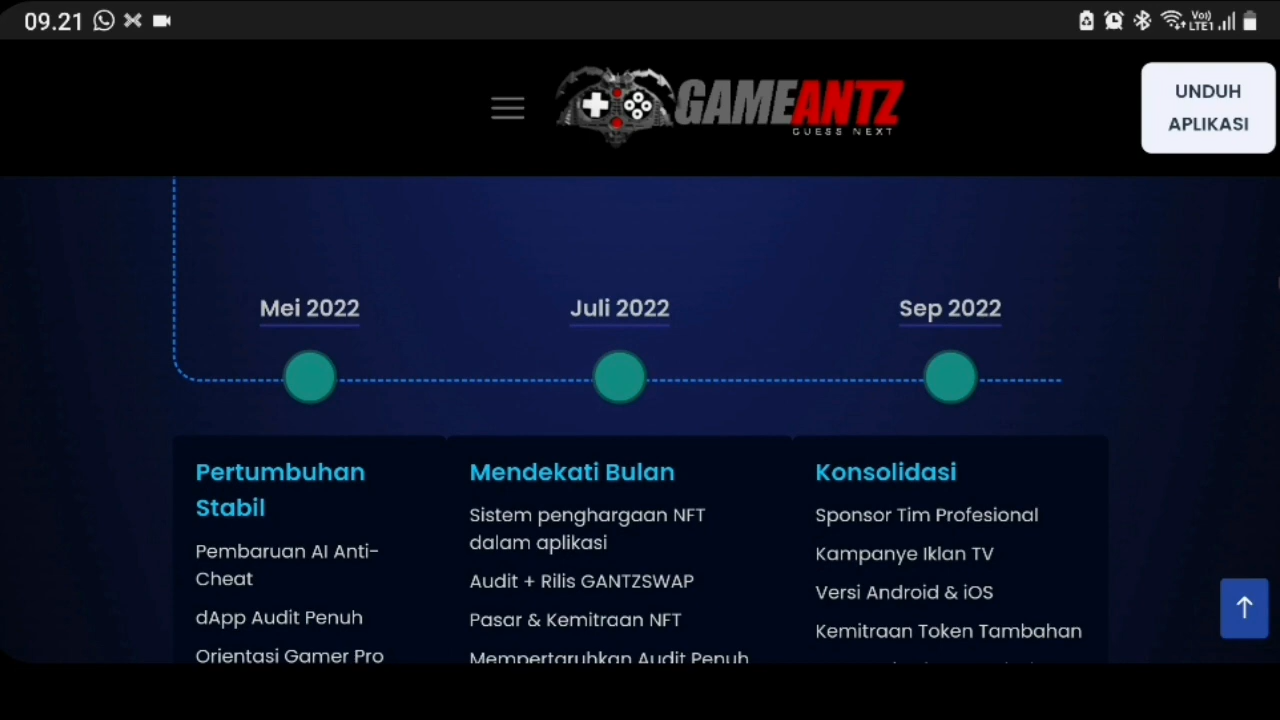 09.21
Vo)
LTE1
GAMEANTZ
GUESS NEXT
UNDUH
APLIKASI
Mei 2022
Juli 2022
Sep 2022
Pertumbuhan
Stabil
Pembaruan AI Anti-
Cheat
dApp Audit Penuh
Orientasi Gamer Pro
Mendekati Bulan
Sistem penghargaan NFT
dalam aplikasi
Audit + Rilis GANTZSWAP
Pasar & Kemitraan NFT
Mempertaruhkan Audit Penuh
Konsolidasi
Sponsor Tim Profesional
Kampanye Iklan TV
Versi Android & iOS
Kemitraan Token Tambahan